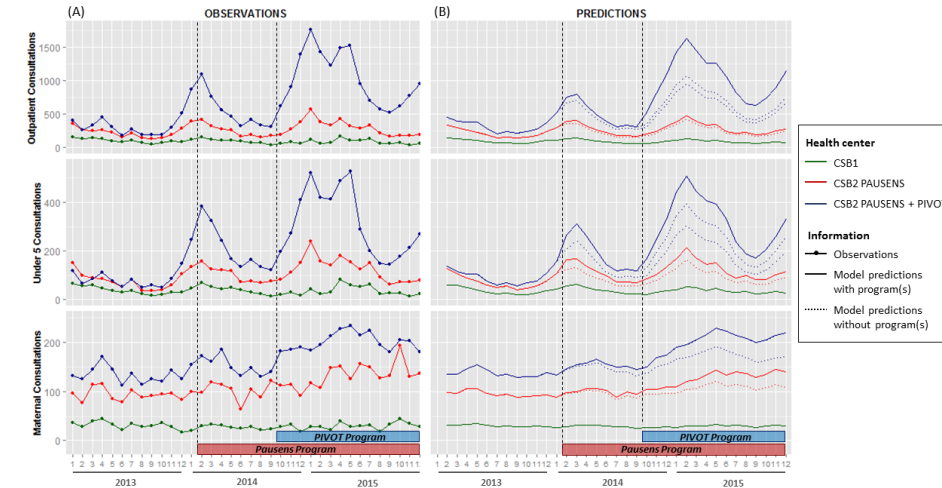 (A)
OBSERVATIONS
(B)
PREDICTIONS
Outpatient Consultations
1500
1000
500
0
Under 5 Consultations
400
200
0
Maternal Consultations
200
100
0
PIVOT Program
Pausens Program
PIVOT Program
Pausens Program
1 2 3 4 5 6 7 8 9 10 11 12 1 2 3 4 5 6 7 8 9 10 11 12 1 2 3 4 5 6 7 8 9 10 11 12
1 2 3 4 5 6 7 8 9 10 11 12 1 2 3 4 5 6 7 8 9 10 11 12 1 2 3 4 5 6 7 8 9 10 11 12
2013 2014 2015
2013 2014 2015
Health center
CSB1
CSB2 PAUSENS
CSB2 PAUSENS + PIVO
Information
Observations
Model predictions
with program(s)
Model predictions
without program(s)